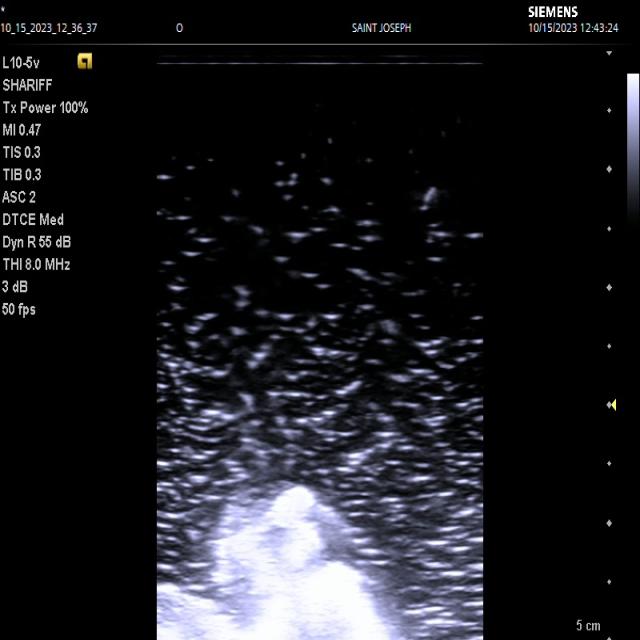 *
SIEMENS
10_15_2023_12_36_37 O SAINT JOSEPH 10/15/2023 12:43:24
L10-5v
SHARIFF
Tx Power 100%
MI 0.47
TIS 0.3
TIB 0.3
ASC 2
DTCE Med
Dyn R 55 dB
THI 8.0 MHz
3 dB
50 fps
5 cm